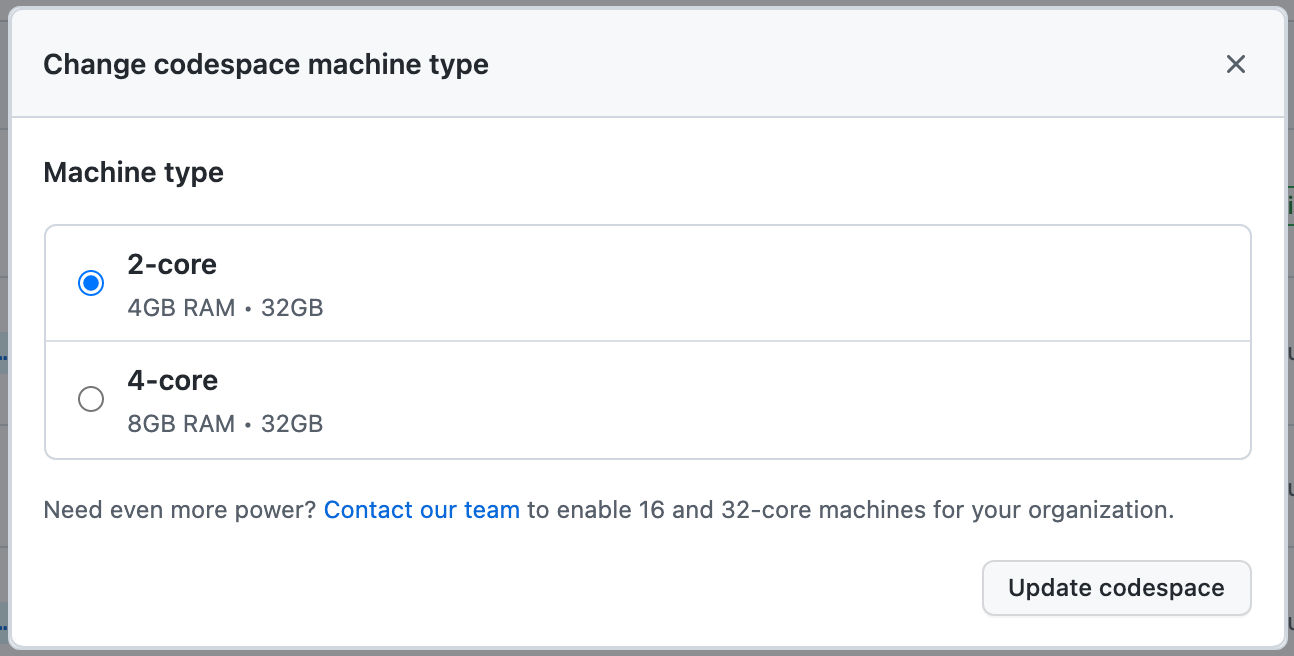 Change codespace machine type
Machine type
2-core
4GB RAM • 32GB
4-core
8GB RAM • 32GB
Need even more power? Contact our team to enable 16 and 32-core machines for your organization.
Update codespace